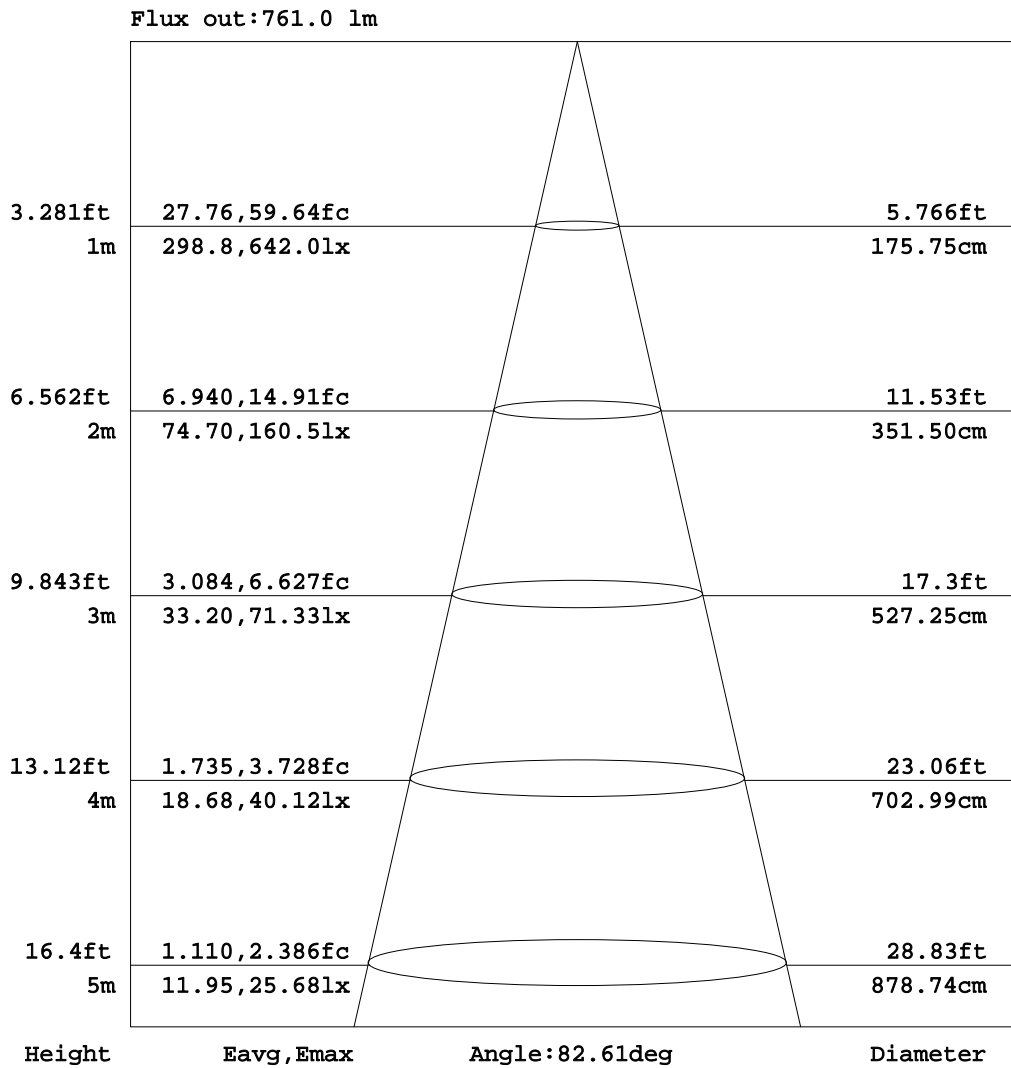 Flux out:761.0 lm
3.281ft 27.76,59.64fc 5.766ft
1m 298.8,642.0lx 175.75cm
6.562ft 6.940,14.91fc 11.53ft
2m 74.70,160.5lx 351.50cm
9.843ft 3.084,6.627fc 17.3ft
3m 33.20,71.33lx 527.25cm
13.12ft 1.735,3.728fc 23.06ft
4m 18.68,40.12lx 702.99cm
16.4ft 1.110,2.386fc 28.83ft
5m 11.95,25.68lx 878.74cm
Height Eavg,Emax Angle:82.61deg Diameter